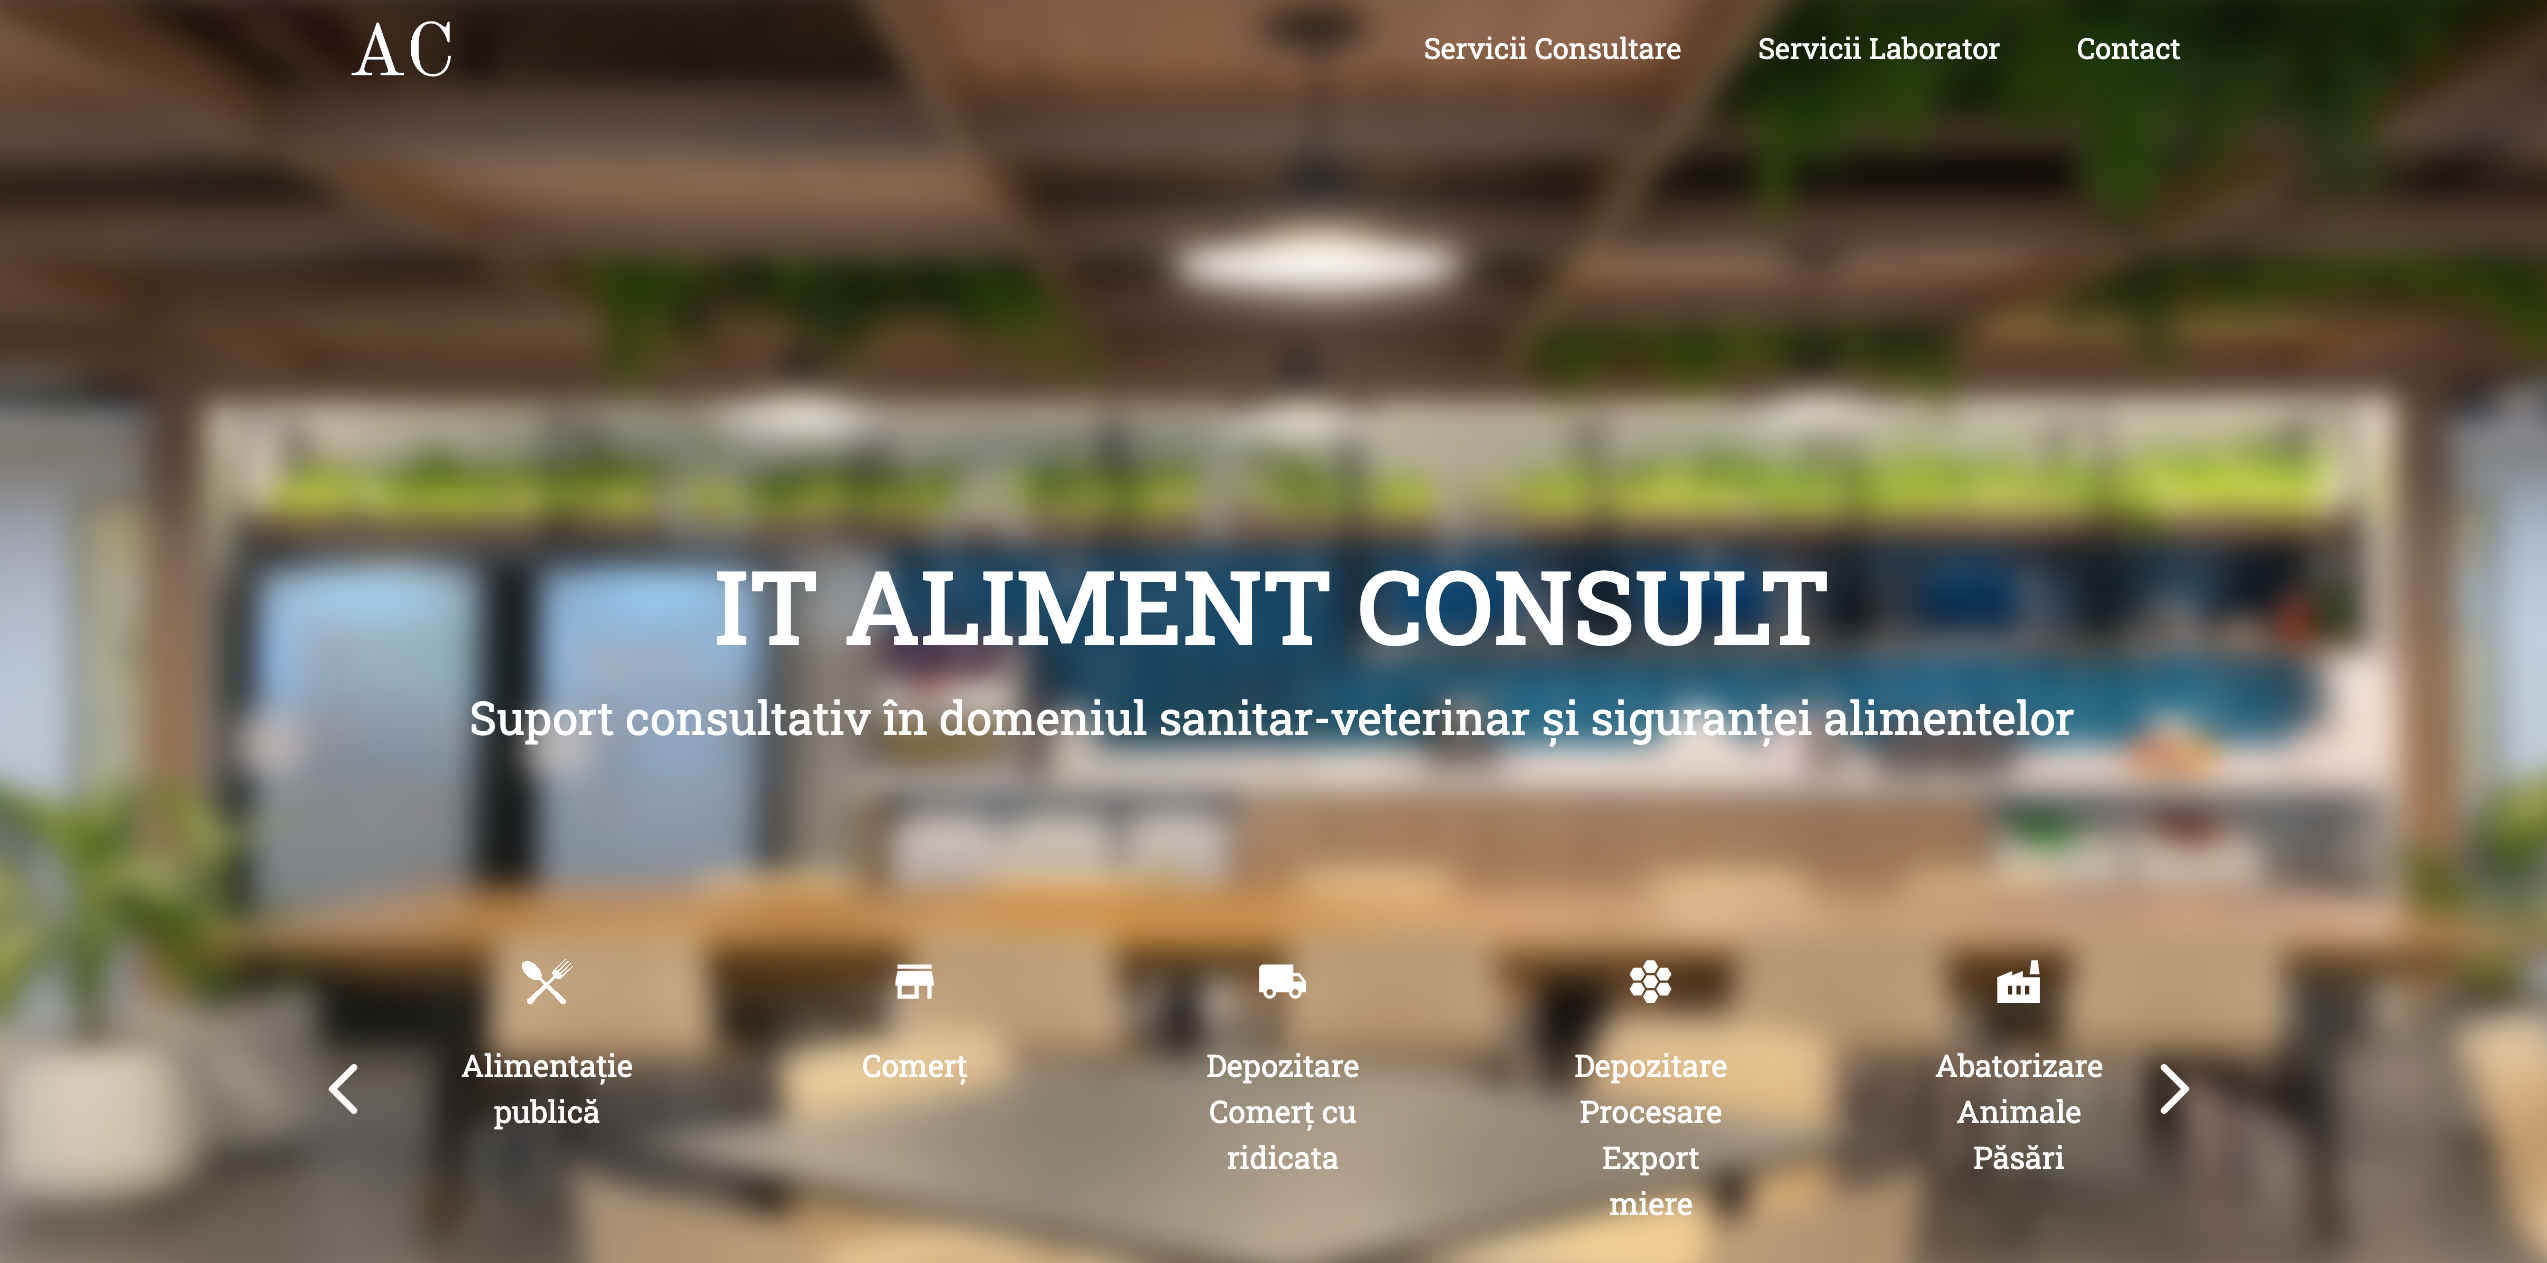 AC
Servicii Consultare
Servicii Laborator
Contact
IT ALIMENT CONSULT
Suport consultativ în domeniul sanitar-veterinar și siguranței alimentelor
Alimentație
publică
Comerț
Depozitare
Comerț cu
ridicata
Depozitare
Procesare
Export
miere
Abatorizare
Animale
Păsări